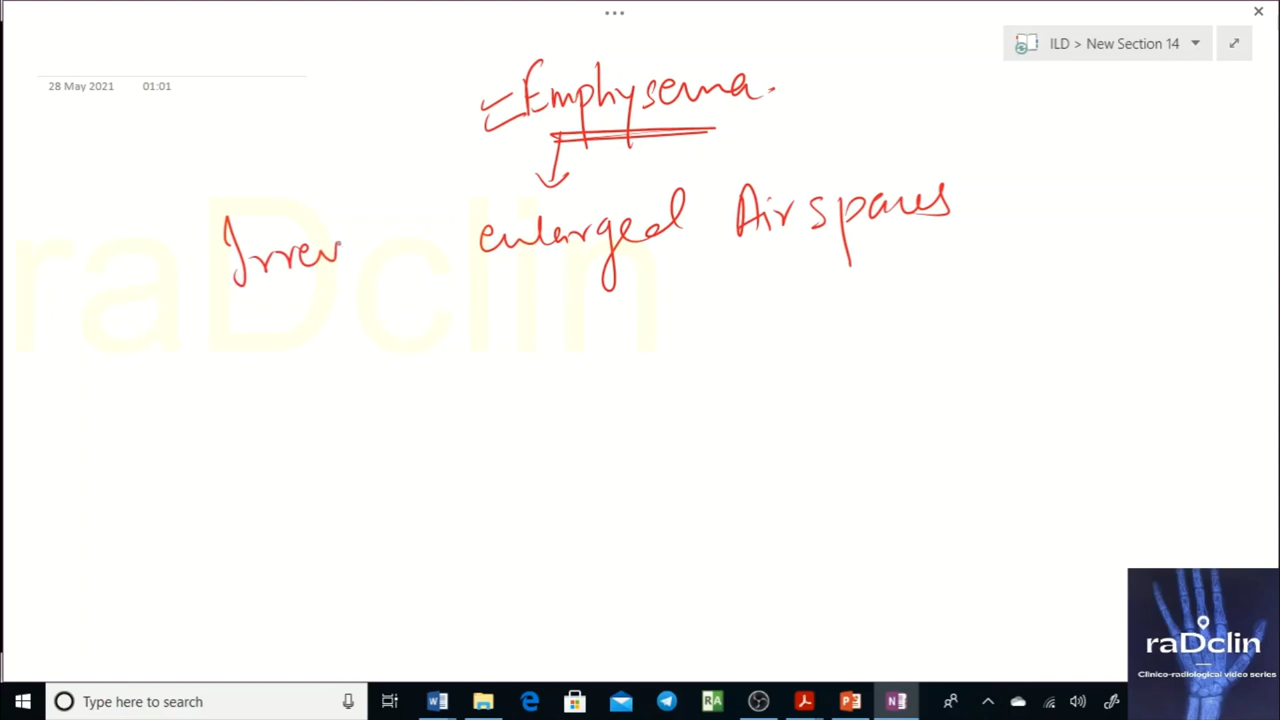 ILD > New Section 14
28 May 2021 01:01
Emphysema.
Irrev enlarged Airspaces
raDclin
raDclin
Clinico-radiological video series
Type here to search